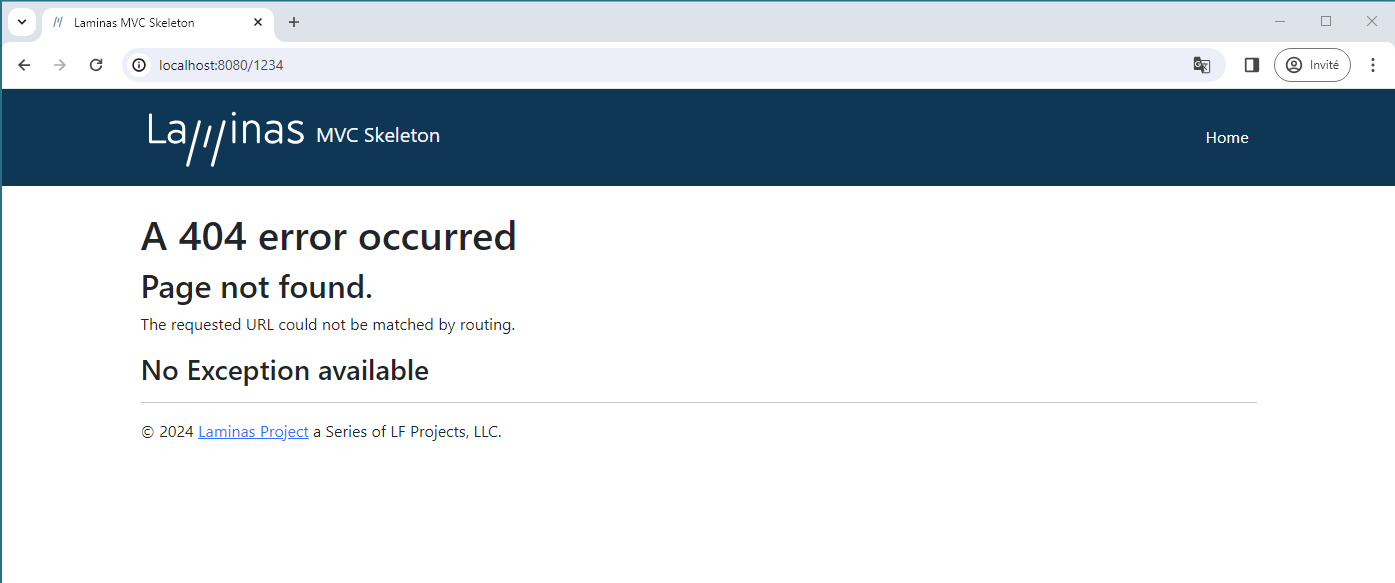 Laminas MVC Skeleton
localhost:8080/1234
Invité
Laminas MVC Skeleton
Home
A 404 error occurred
Page not found.
The requested URL could not be matched by routing.
No Exception available
© 2024 Laminas Project a Series of LF Projects, LLC.